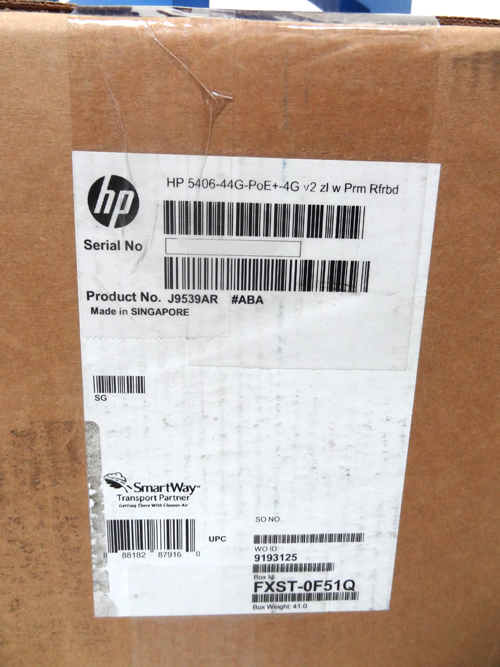 hp
HP 5406-44G-PoE+-4G v2 zl w Prm Rfrbd
Serial No
Product No. J9539AR #ABA
Made in SINGAPORE
SG
SmartWay
Transport Partner
Getting There With Cleaner Air
SO NO.
UPC
0 88182 87916 0
WO ID:
9193125
Box Id:
FXST-0F51Q
Box Weight: 41.0